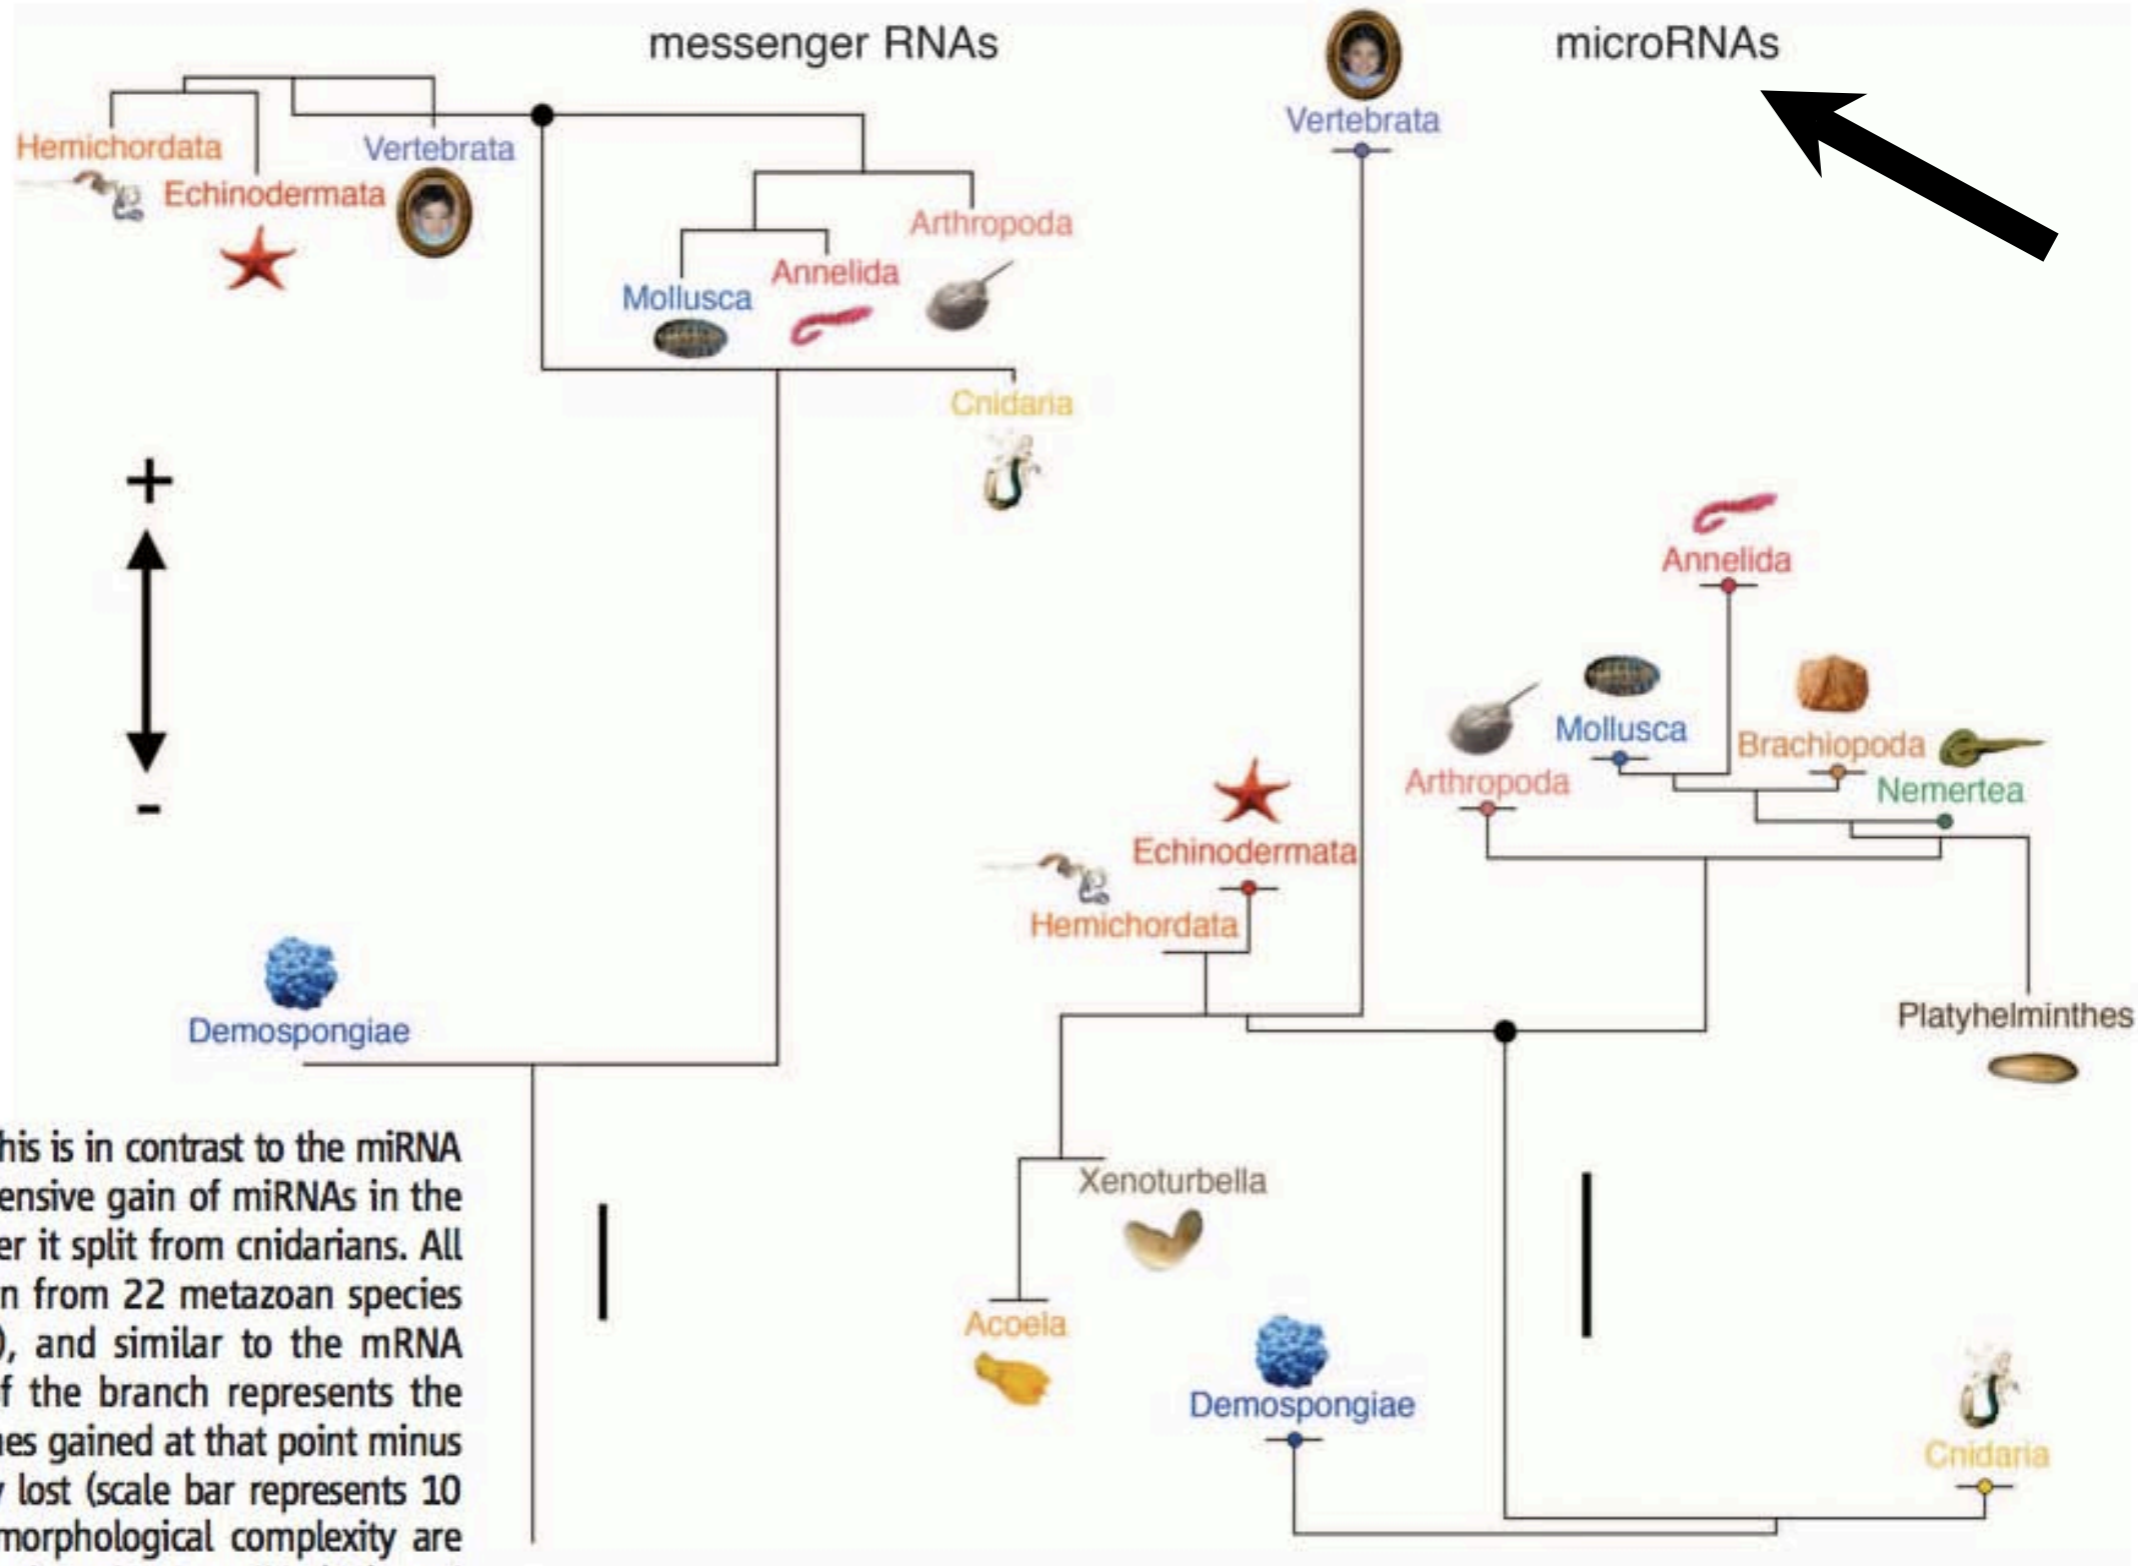 messenger RNAs
microRNAs
Vertebrata
Hemichordata
Vertebrata
Echinodermata
Arthropoda
Annelida
Mollusca
Cnidaria
+
-
Annelida
Mollusca
Brachiopoda
Arthropoda
Nemertea
Echinodermata
Hemichordata
Demospongiae
Platyhelminthes
Xenoturbella
Acoela
Demospongiae
Cnidaria
his is in contrast to the miRNA
ensive gain of miRNAs in the
er it split from cnidarians. All
n from 22 metazoan species
), and similar to the mRNA
f the branch represents the
nes gained at that point minus
y lost (scale bar represents 10
morphological complexity are